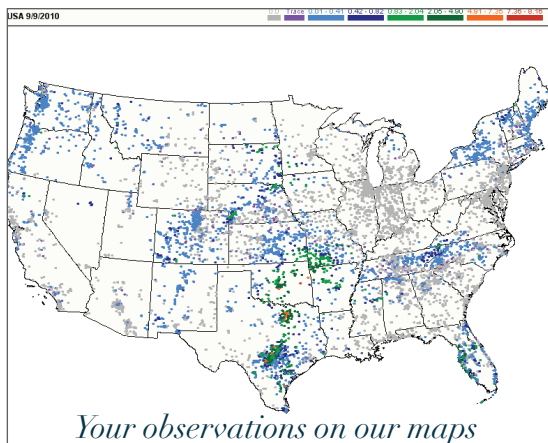 USA 9/9/2010 0.0 Trace 0.01 - 0.41 0.42 - 0.82 0.83 - 2.04 2.05 - 4.90 4.91 - 7.35 7.36 - 8.16
Your observations on our maps